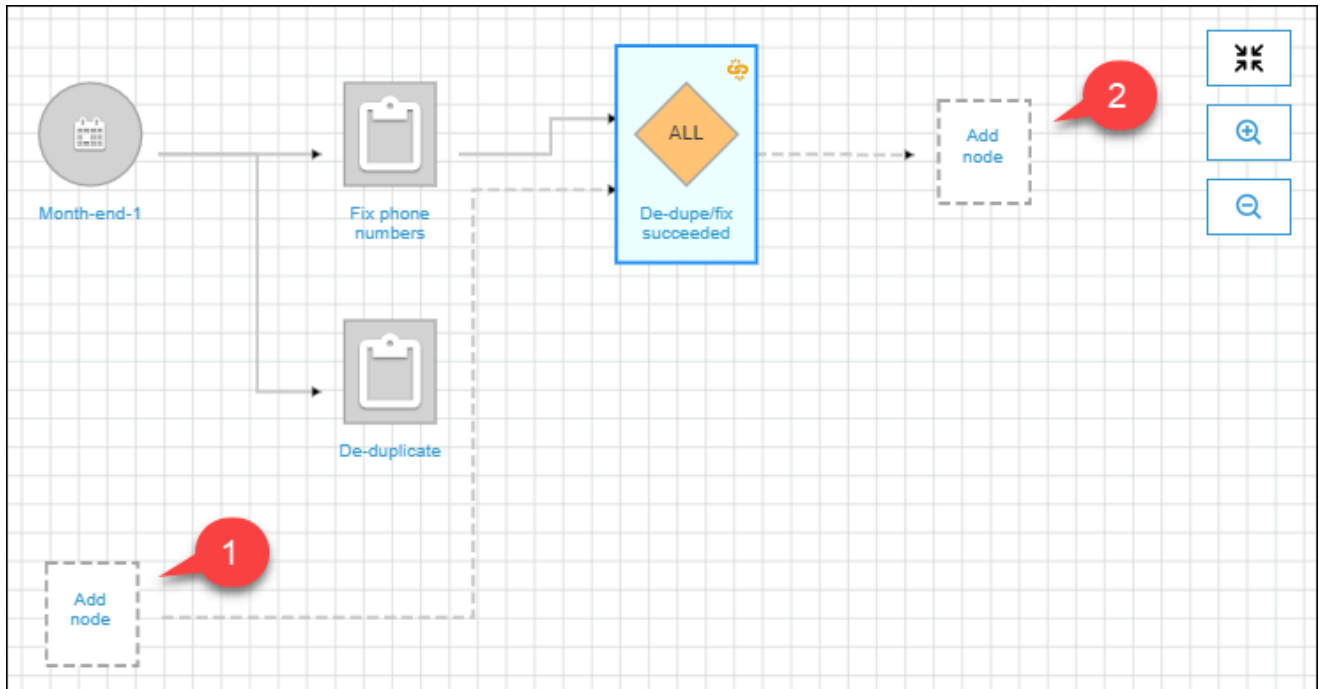 Month-end-1
Fix phone
numbers
ALL
De-dupe/fix
succeeded
Add
node
2
De-duplicate
1
Add
node